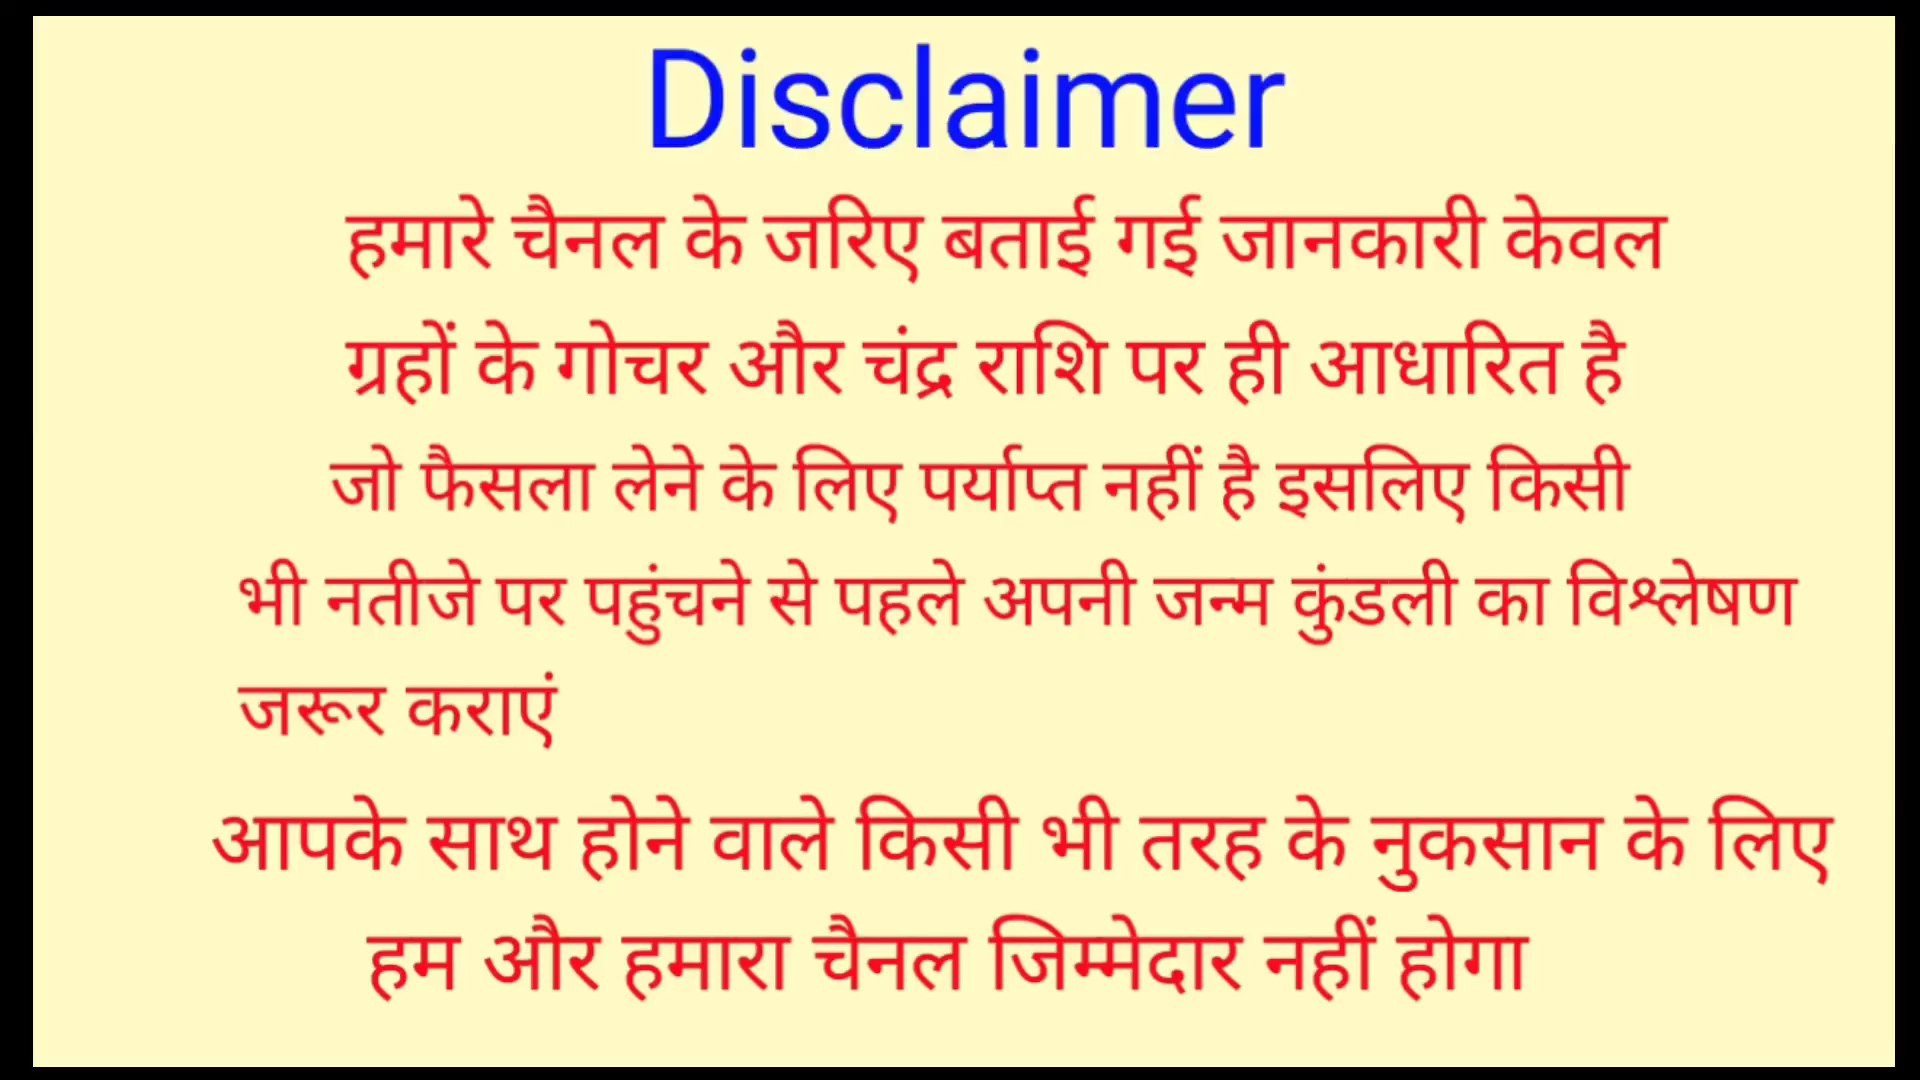 Disclaimer
हमारे चैनल के जरिए बताई गई जानकारी केवल
ग्रहों के गोचर और चंद्र राशि पर ही आधारित है
जो फैसला लेने के लिए पर्याप्त नहीं है इसलिए किसी
भी नतीजे पर पहुंचने से पहले अपनी जन्म कुंडली का विश्लेषण
जरूर कराएं
आपके साथ होने वाले किसी भी तरह के नुकसान के लिए
हम और हमारा चैनल जिम्मेदार नहीं होगा